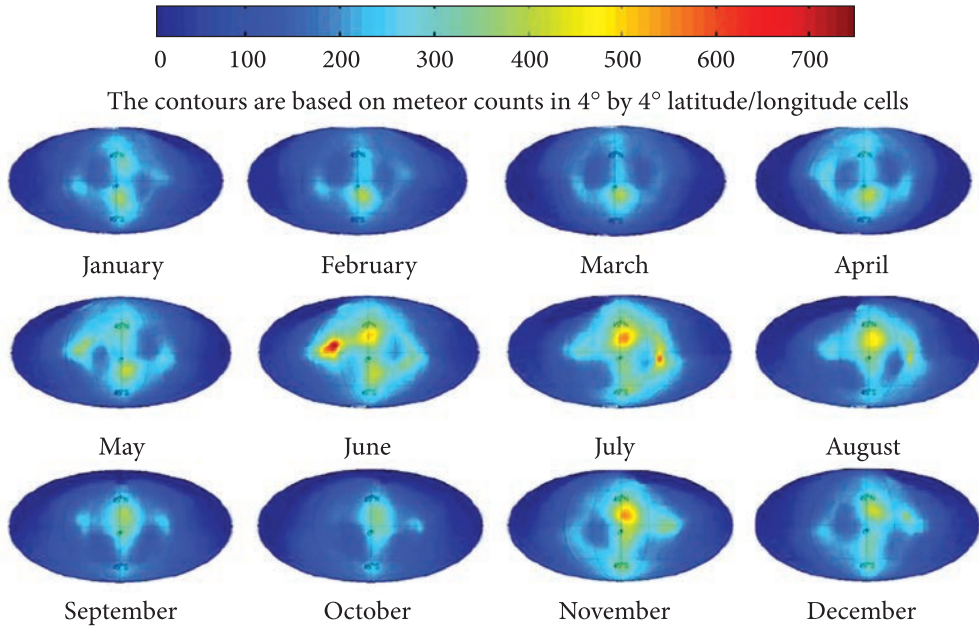 0 100 200 300 400 500 600 700
The contours are based on meteor counts in 4° by 4° latitude/longitude cells
January February March April
May June July August
September October November December